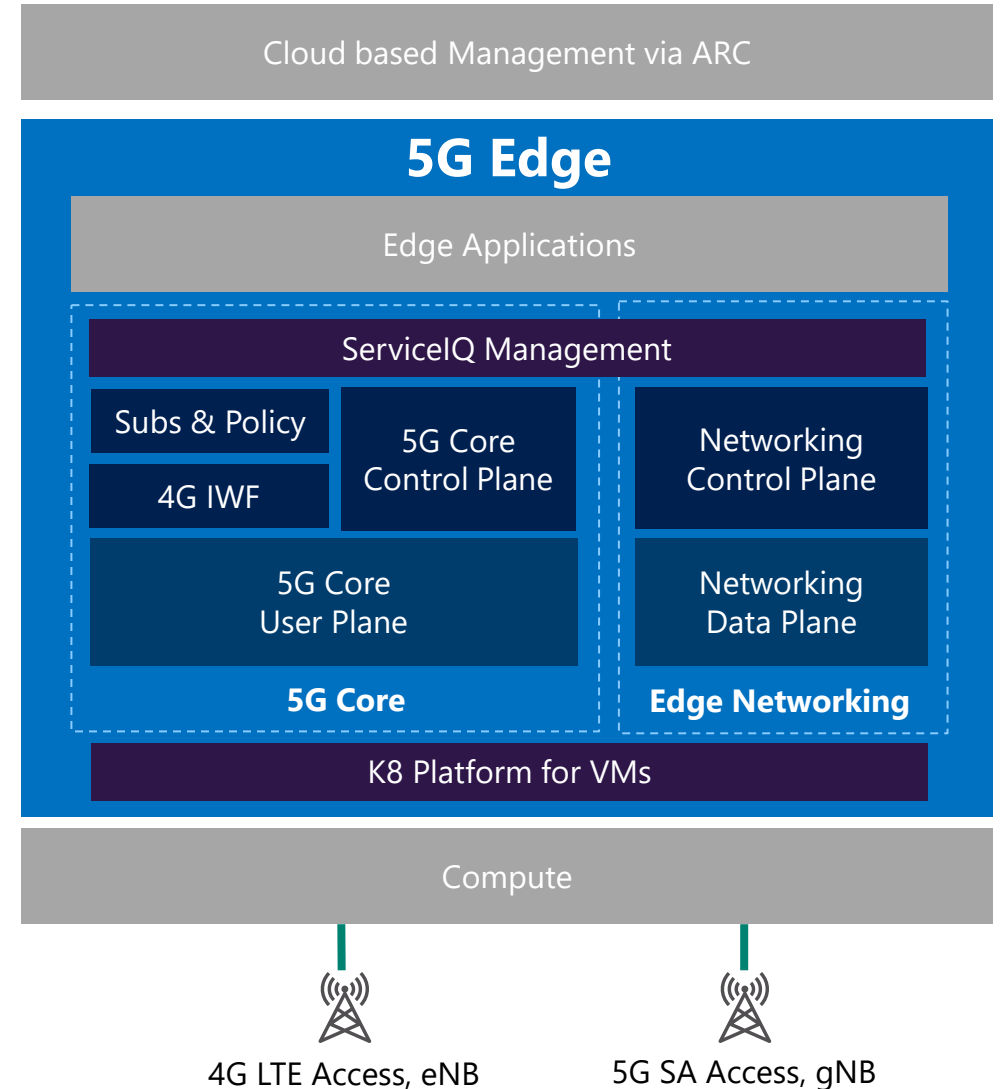 Cloud based Management via ARC
5G Edge
Edge Applications
ServiceIQ Management
Subs & Policy
4G IWF
5G Core
Control Plane
Networking
Control Plane
5G Core
User Plane
Networking
Data Plane
5G Core
Edge Networking
K8 Platform for VMs
Compute
4G LTE Access, eNB
5G SA Access, gNB